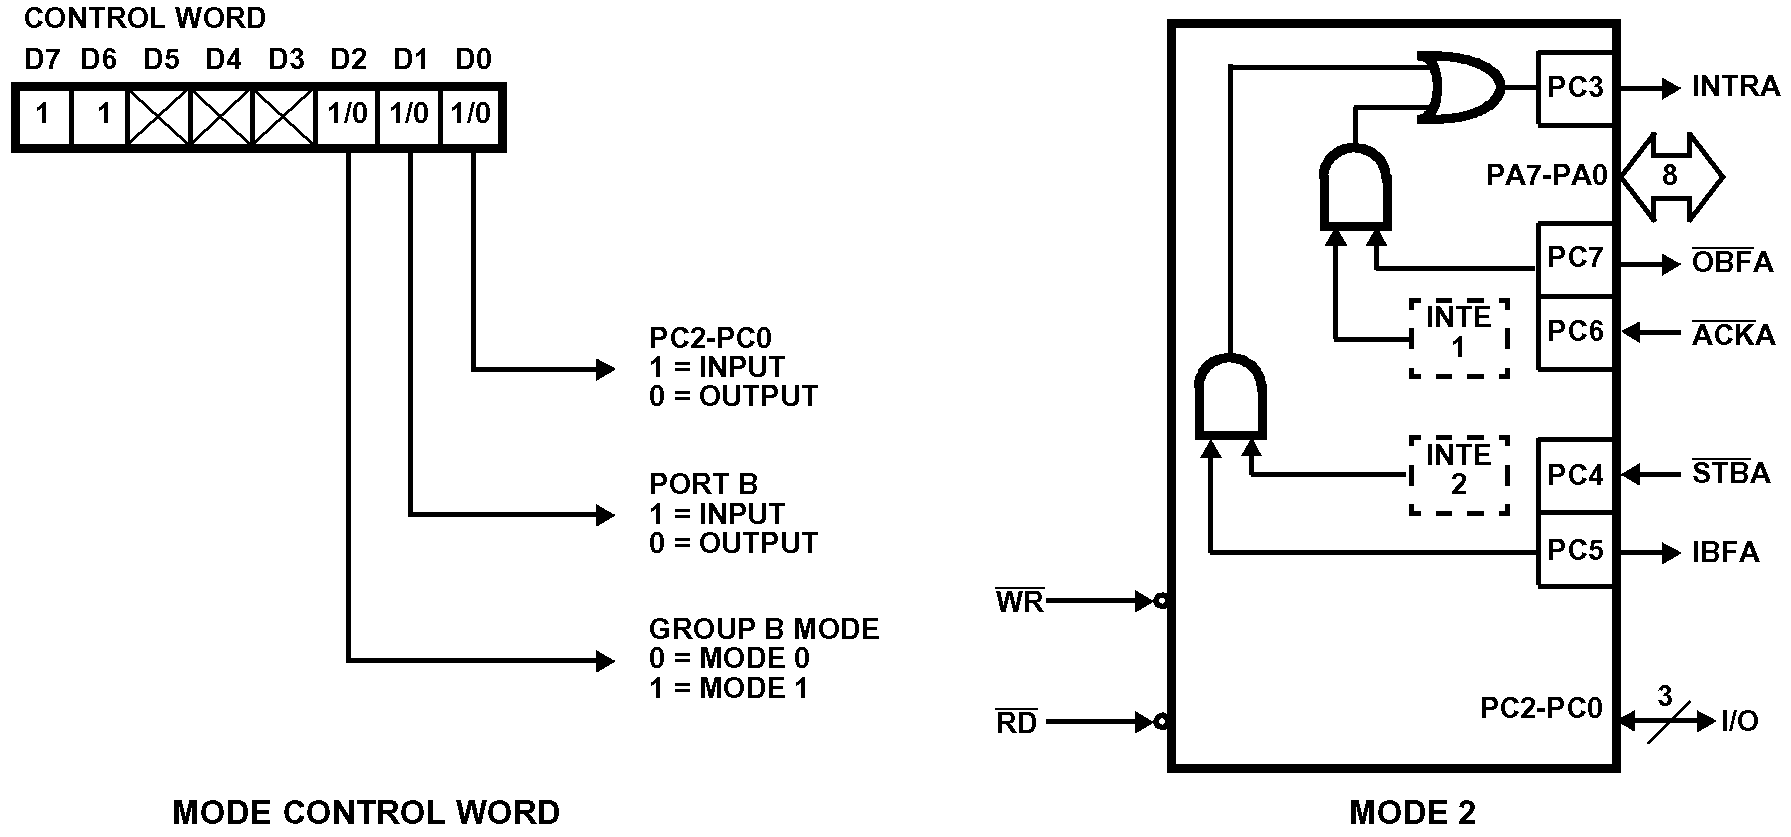 CONTROL WORD
D7 D6 D5 D4 D3 D2 D1 D0
1 1 1/0 1/0 1/0
PC2-PC0
1 = INPUT
0 = OUTPUT
PORT B
1 = INPUT
0 = OUTPUT
GROUP B MODE
0 = MODE 0
1 = MODE 1
MODE CONTROL WORD
PC3 INTRA
PA7-PA0 8
PC7 OBFA
INTE
1
PC6 ACKA
INTE
2
PC4 STBA
PC5 IBFA
WR
RD
PC2-PC0 3 I/O
MODE 2